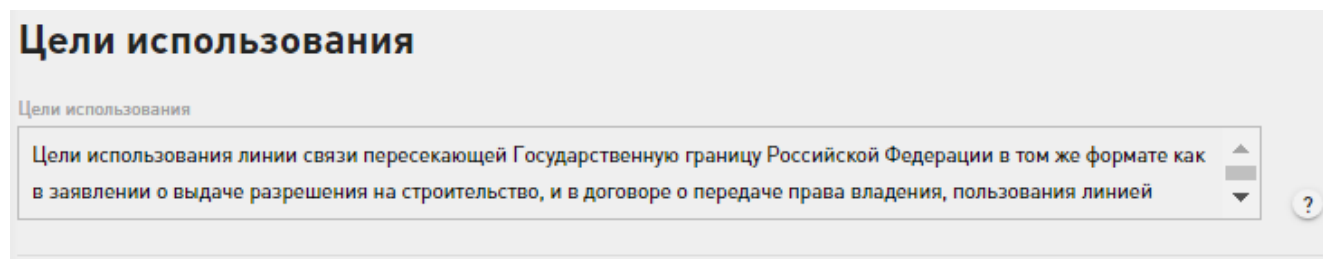 Цели использования
Цели использования
Цели использования линии связи пересекающей Государственную границу Российской Федерации в том же формате как
в заявлении о выдаче разрешения на строительство, и в договоре о передаче права владения, пользования линией
?